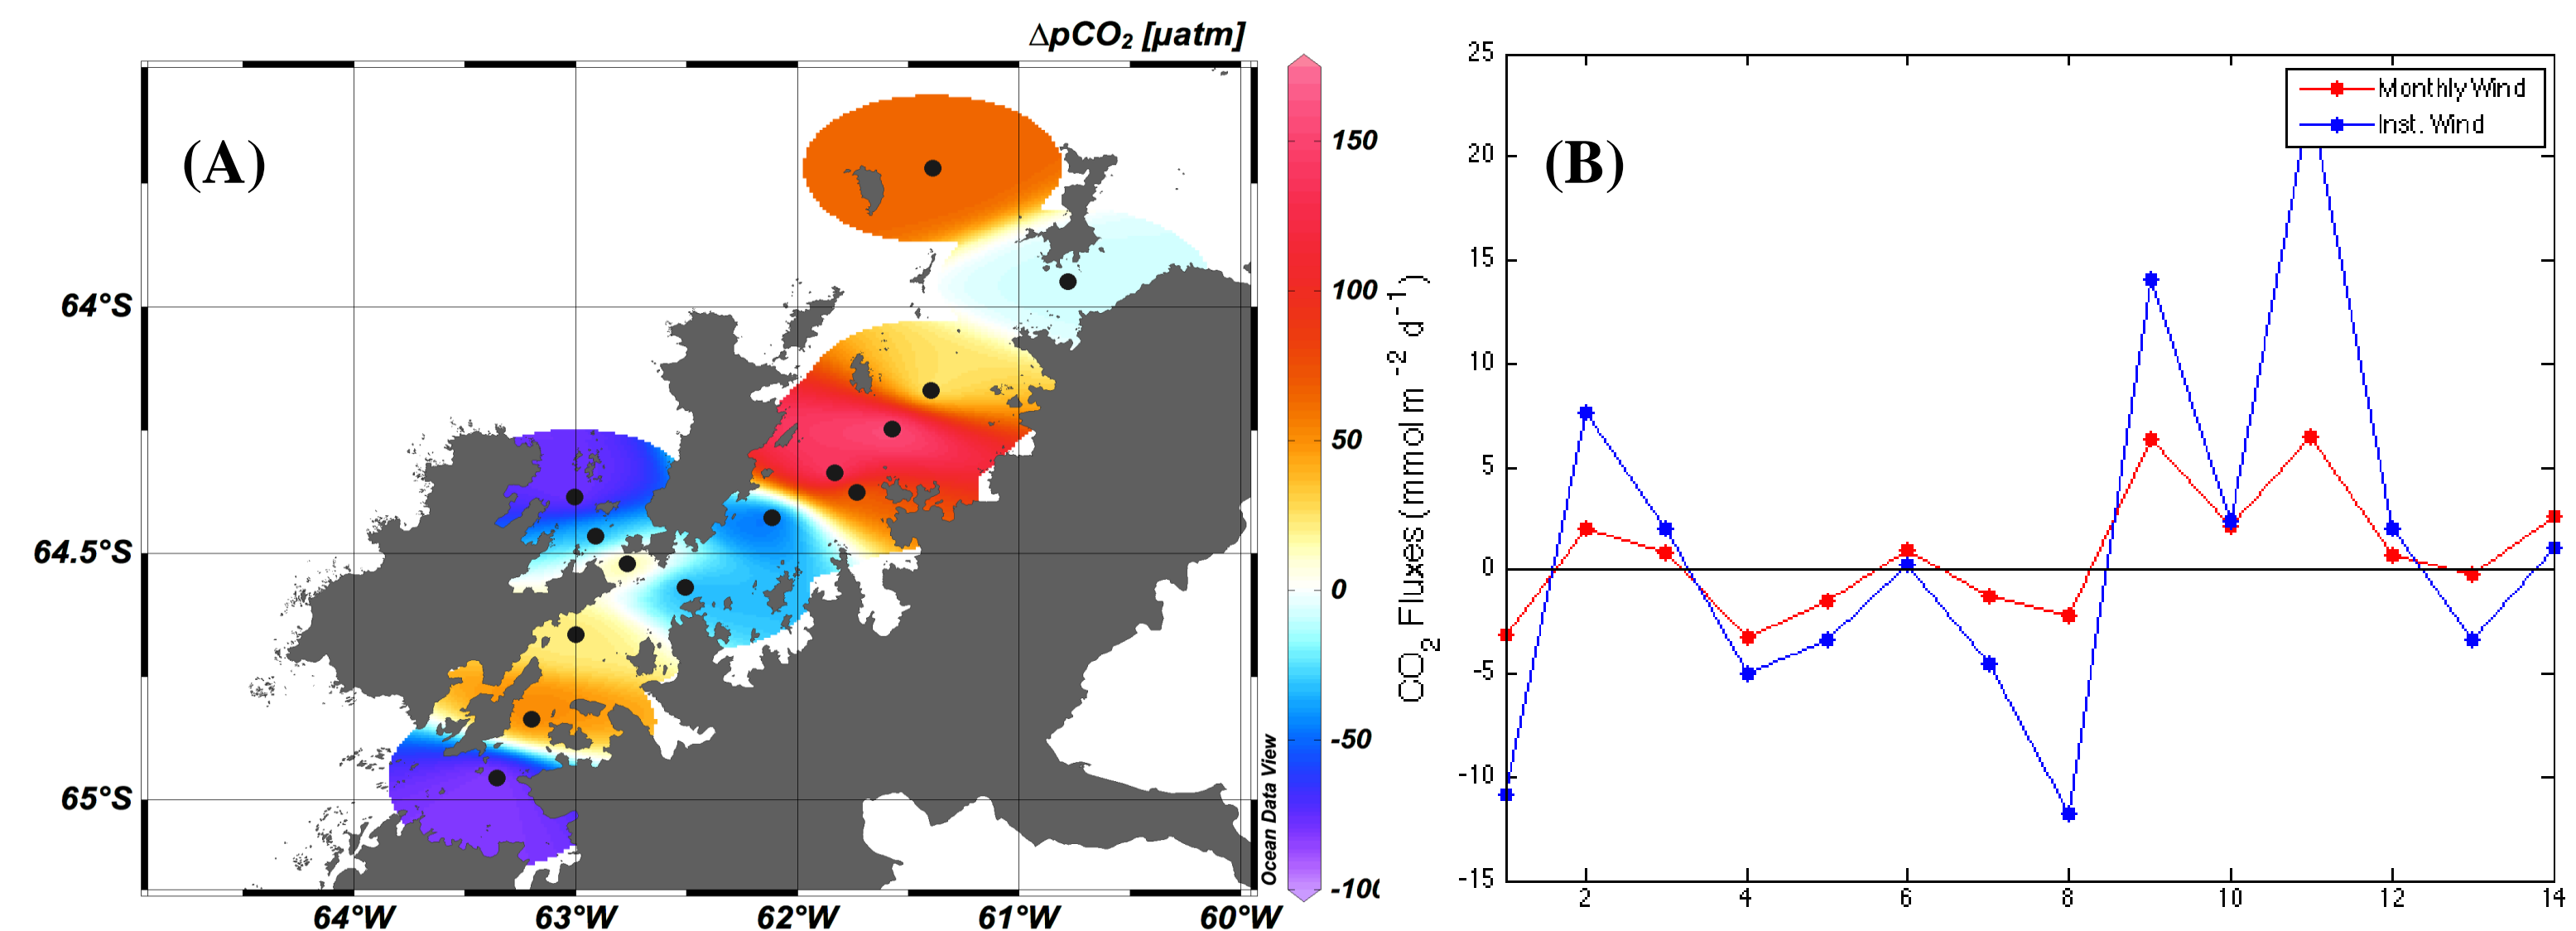 ΔpCO₂ [µatm]
(A)
150
100
50
0
-50
-100
64°S
64.5°S
65°S
64°W 63°W 62°W 61°W 60°W
Ocean Data View
(B)
Monthly Wind
Inst. Wind
CO₂ Fluxes (mmol m⁻² d⁻¹)
25
20
15
10
5
0
-5
-10
-15
2 4 6 8 10 12 14